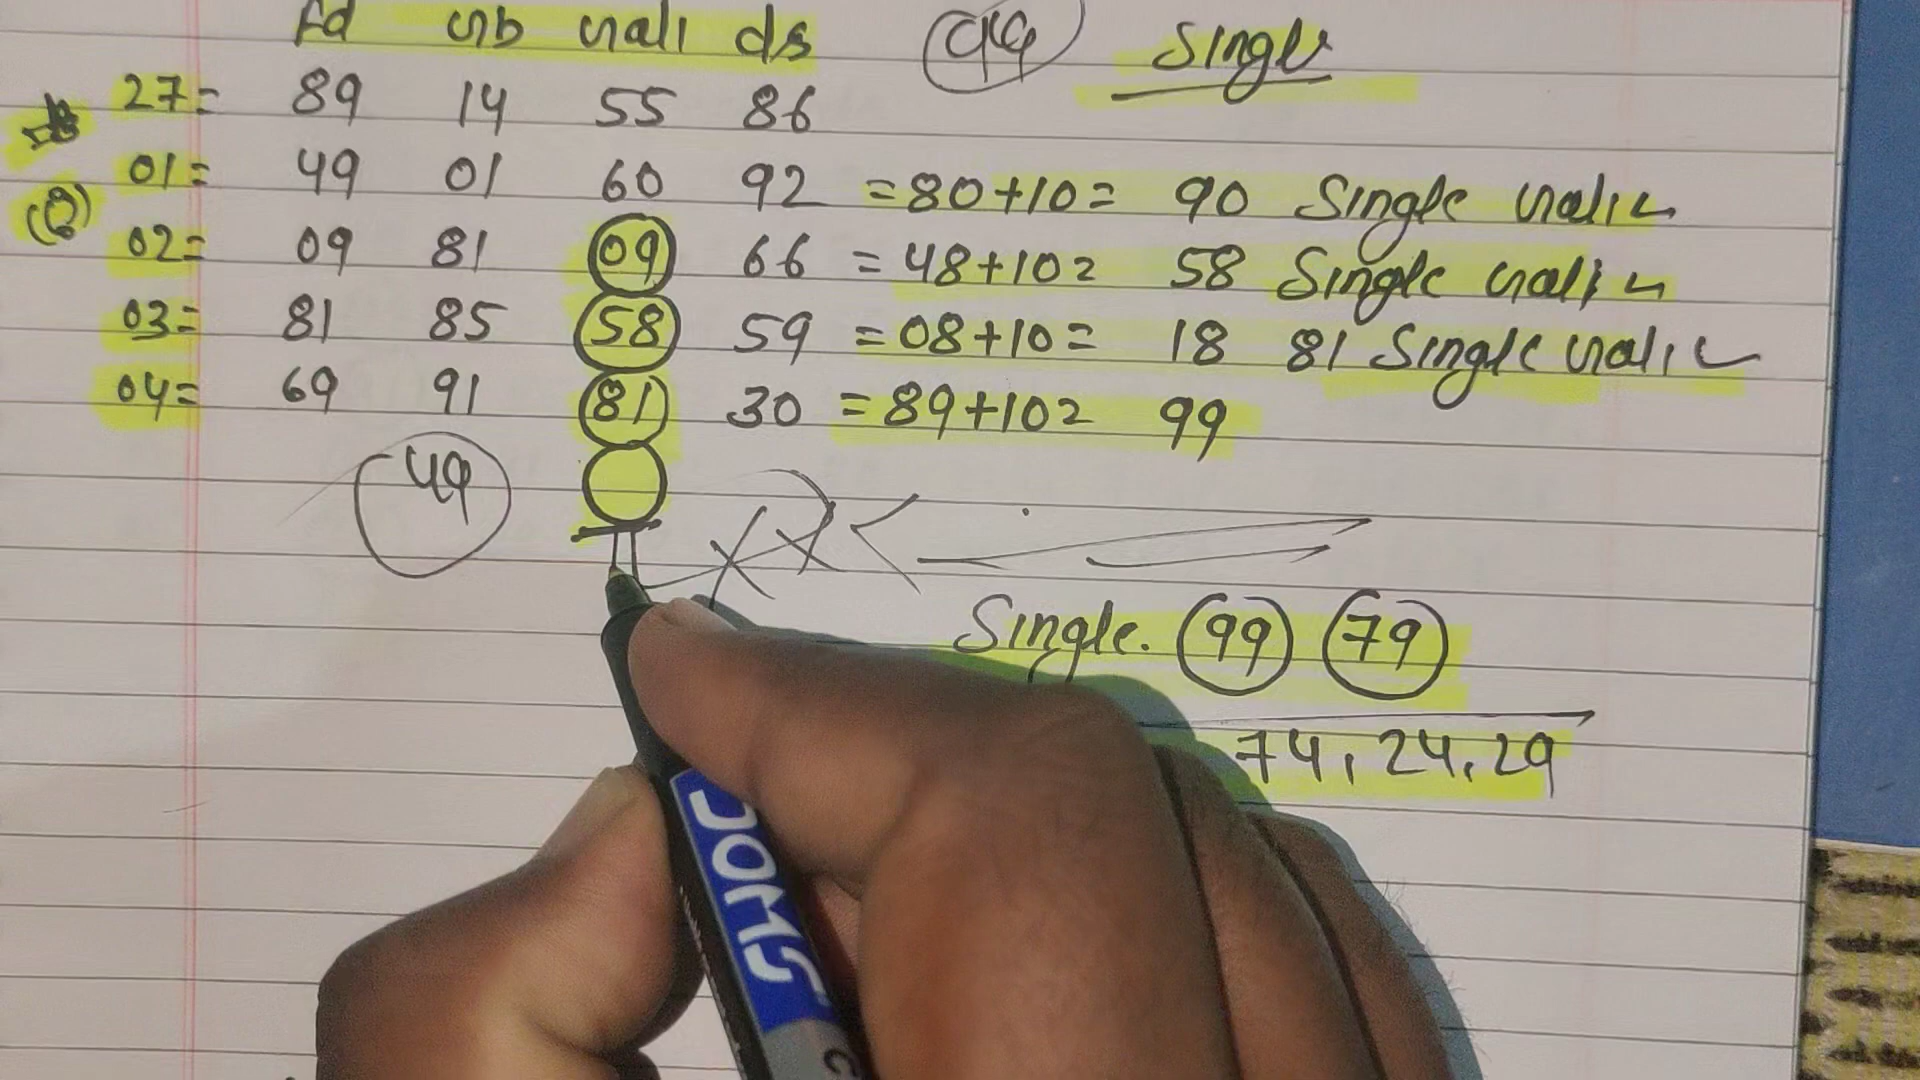 Fd GB Gali ds
94 Single
27= 89 14 55 86
01= 49 01 60 92 =80+10= 90 Single Gali
02= 09 81 09 66 =48+10= 58 Single Gali
03= 81 85 58 59 =08+10= 18 81 Single Gali
04= 69 91 81 30 =89+10= 99
49
Single. 99 79
74, 24, 29
DOMS